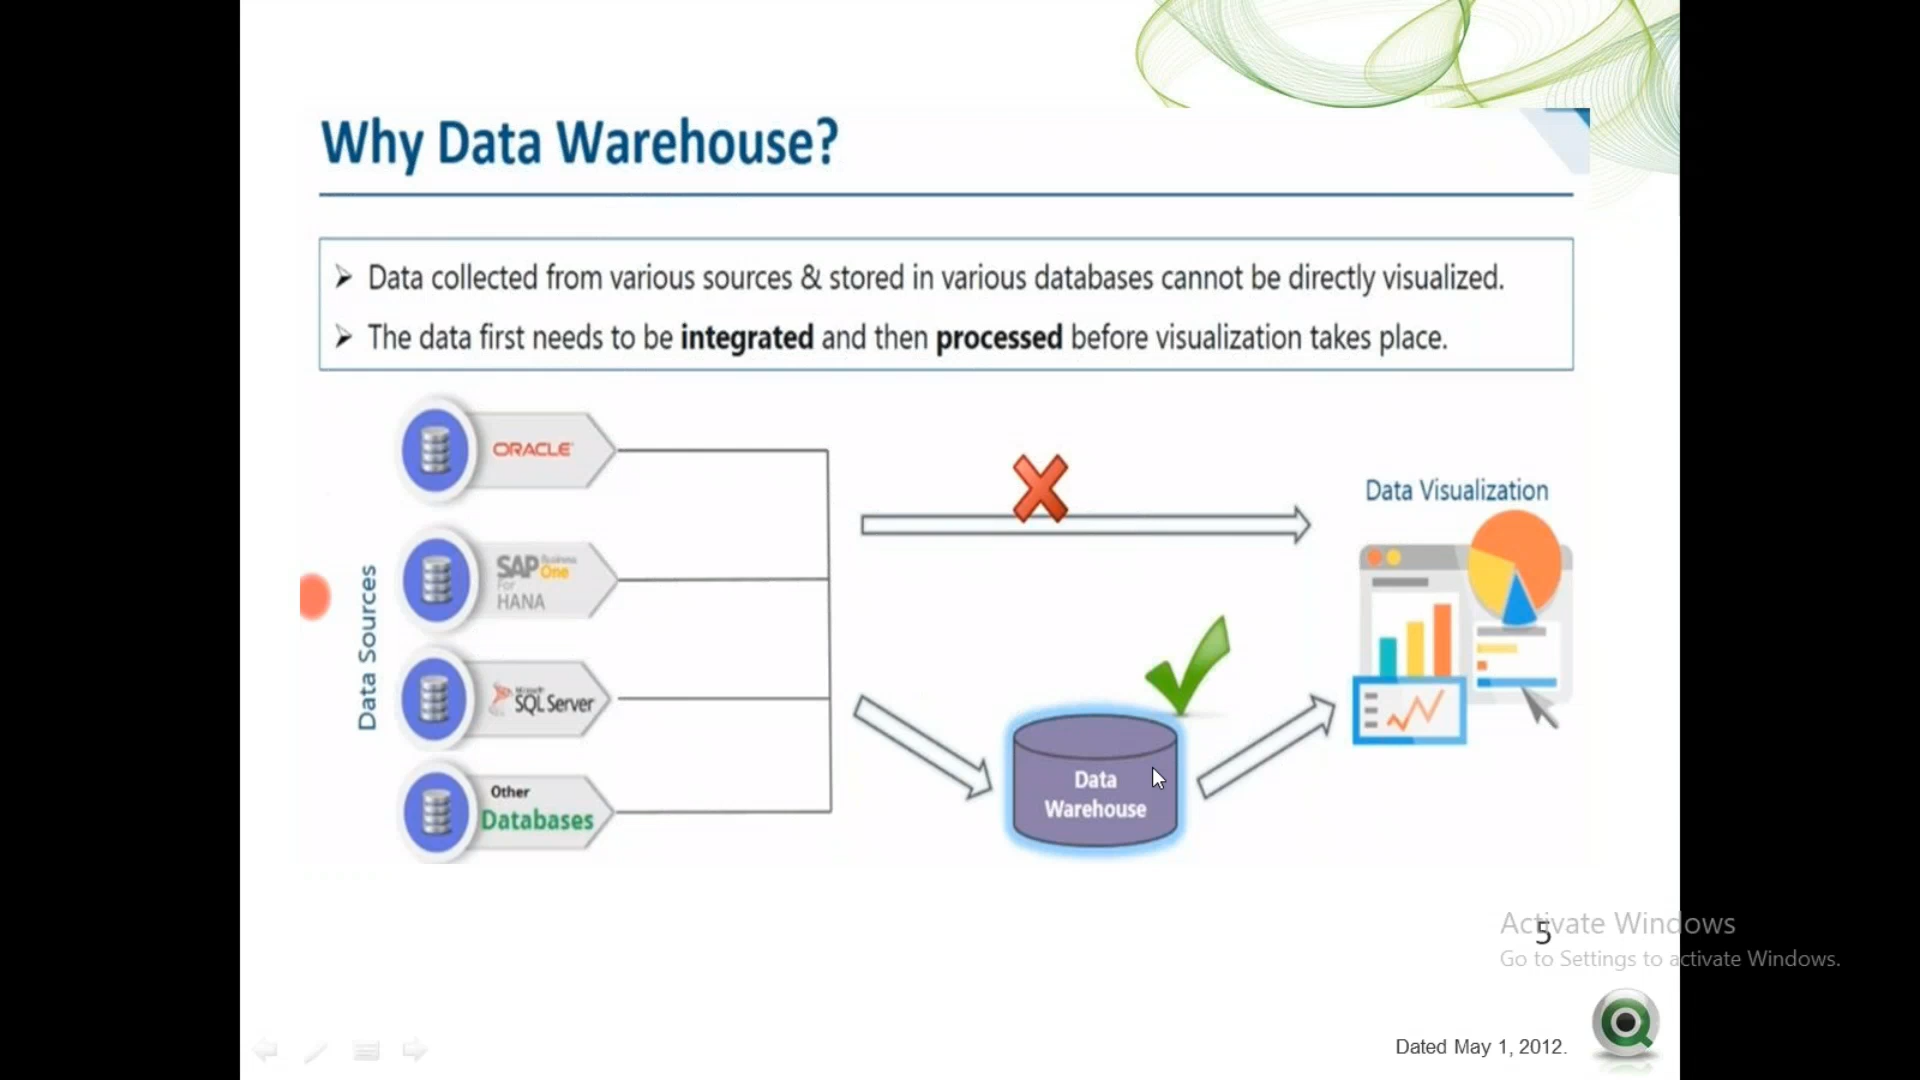 Why Data Warehouse?
➢ Data collected from various sources & stored in various databases cannot be directly visualized.
➢ The data first needs to be integrated and then processed before visualization takes place.
Data Sources
ORACLE
SAP Business One
For
HANA
Microsoft
SQL Server
Other
Databases
Data Visualization
Data
Warehouse
Activate Windows
5
Go to Settings to activate Windows.
Dated May 1, 2012.